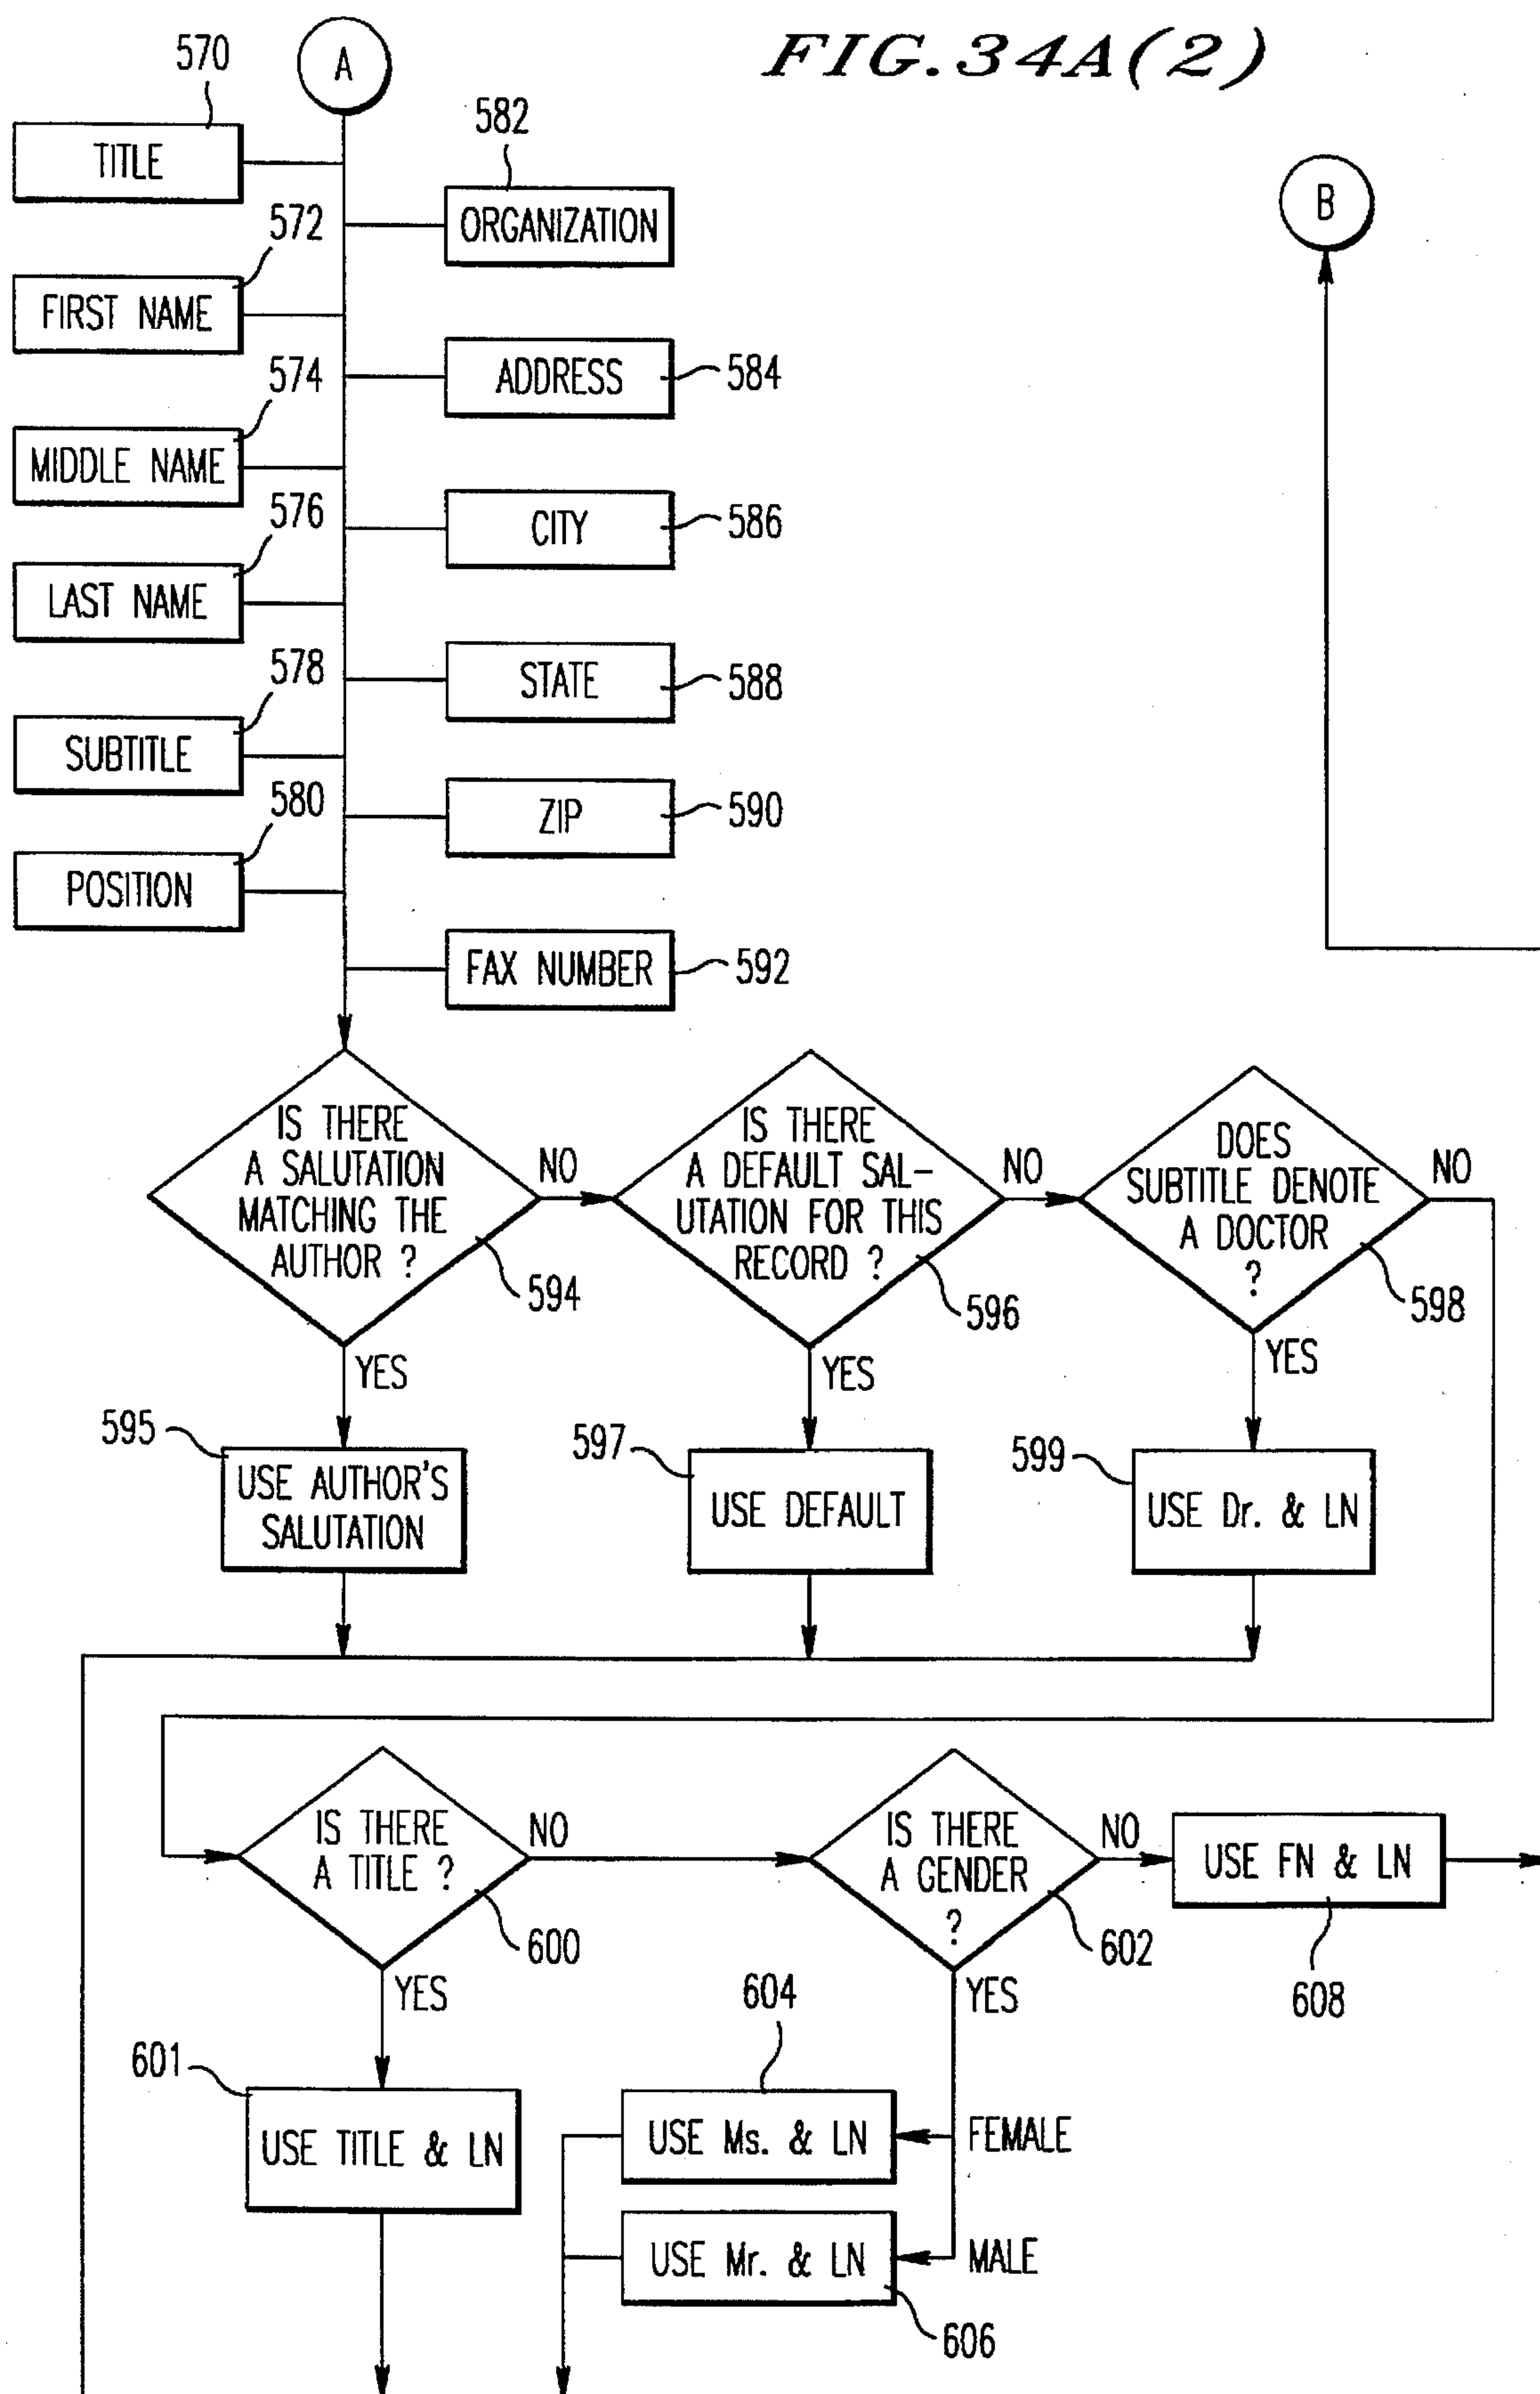 FIG.34A(2)
A
570
TITLE
582
ORGANIZATION
B
572
FIRST NAME
ADDRESS
584
574
MIDDLE NAME
CITY
586
576
LAST NAME
STATE
588
578
SUBTITLE
ZIP
590
580
POSITION
FAX NUMBER
592
IS THERE
A SALUTATION
MATCHING THE
AUTHOR ?
594
NO
YES
IS THERE
A DEFAULT SAL-
UTATION FOR THIS
RECORD ?
596
NO
YES
DOES
SUBTITLE DENOTE
A DOCTOR
?
598
NO
YES
595
USE AUTHOR'S
SALUTATION
597
USE DEFAULT
599
USE Dr. & LN
IS THERE
A TITLE ?
600
NO
YES
IS THERE
A GENDER
?
602
NO
YES
USE FN & LN
608
601
USE TITLE & LN
604
USE Ms. & LN
FEMALE
USE Mr. & LN
MALE
606